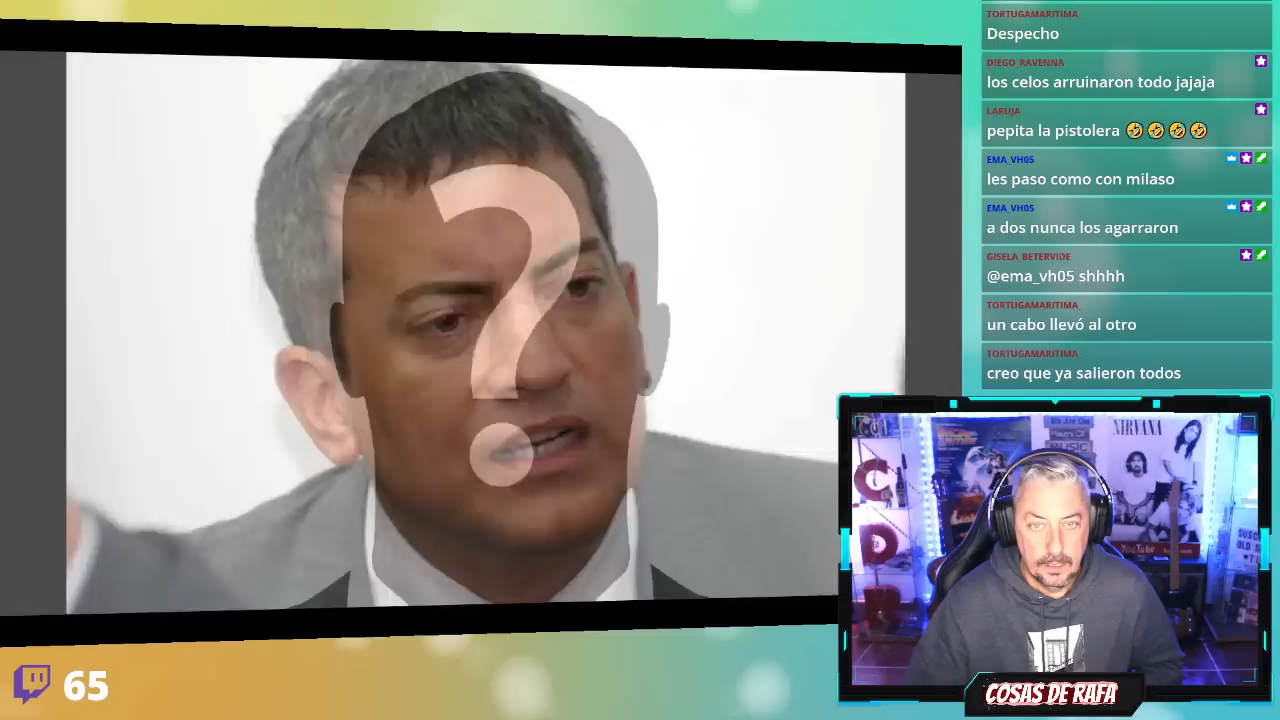 ?
TORTUGAMARITIMA_
Despecho
DIEGO_RAVENNA
los celos arruinaron todo jajaja
LARUJA
pepita la pistolera 🤣🤣🤣🤣
EMA_VH05
les paso como con milaso
EMA_VH05
a dos nunca los agarraron
GISELA_BETERVIDE
@ema_vh05 shhhh
TORTUGAMARITIMA_
un cabo llevó al otro
TORTUGAMARITIMA_
creo que ya salieron todos
NIRVANA
MUSIC
C
D
R
YouTube
65
COSAS DE RAFA